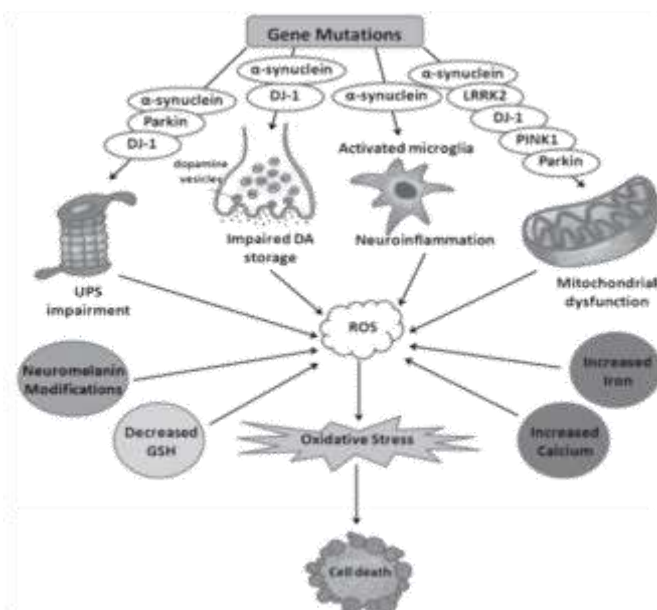 Gene Mutations
α-synuclein
Parkin
DJ-1
α-synuclein
DJ-1
α-synuclein
α-synuclein
LRRK2
DJ-1
PINK1
Parkin
dopamine
vesicles
Activated microglia
UPS
impairment
Impaired DA
storage
Neuroinflammation
Mitochondrial
dysfunction
ROS
Neuromelanin
Modifications
Increased
Iron
Decreased
GSH
Oxidative Stress
Increased
Calcium
Cell death